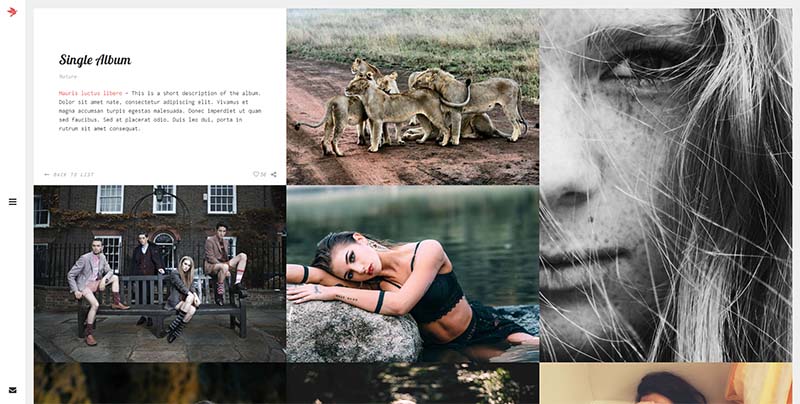 Single Album
Nature
Mauris luctus libero – This is a short description of the album.
Dolor sit amet nate, consectetur adipiscing elit. Vivamus et
magna accumsan turpis egestas malesuada. Donec imperdiet ut quam
sed faucibus. Sed at placerat odio. Duis leo dui, porta in
rutrum sit amet consequat.
← BACK TO LIST